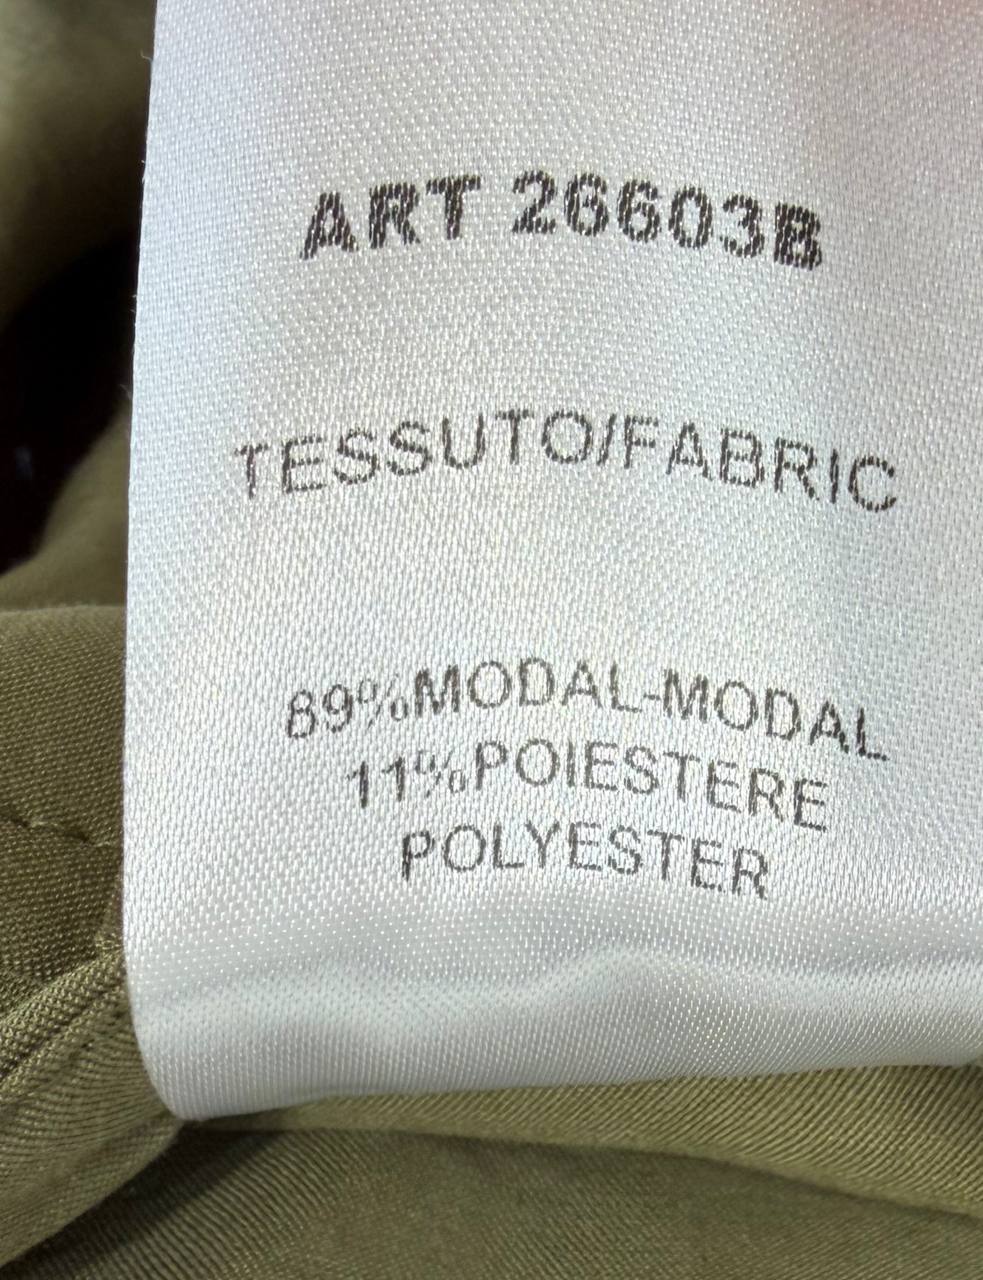 ART 26603B
TESSUTO/FABRIC
89%MODAL-MODAL
11%POIESTERE
POLYESTER